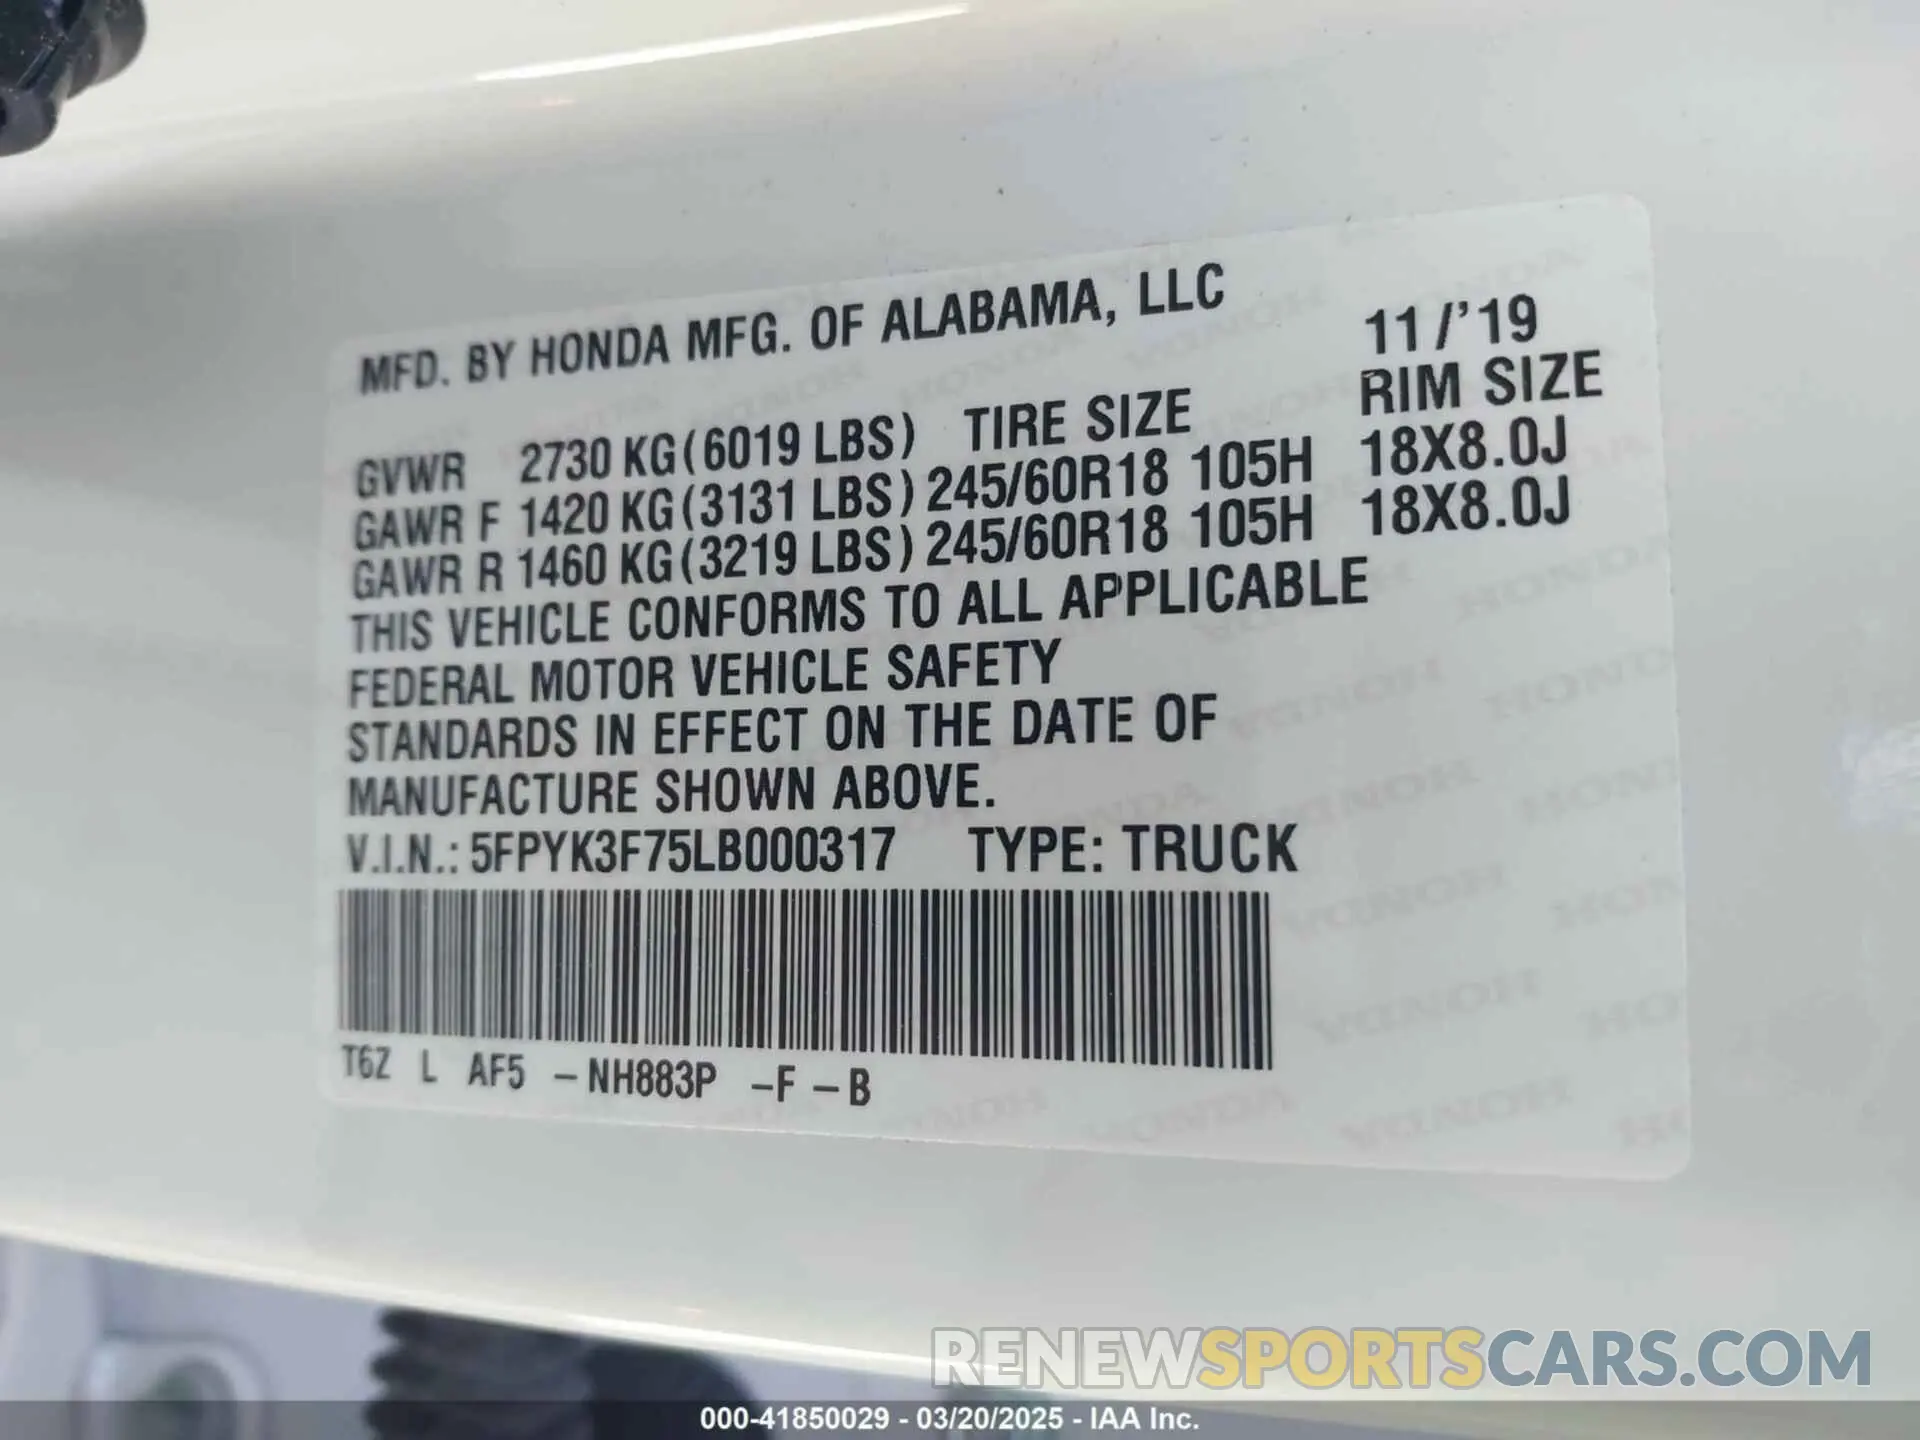 MFD. BY HONDA MFG. OF ALABAMA, LLC 11/'19
GVWR 2730 KG (6019 LBS) TIRE SIZE RIM SIZE
GAWR F 1420 KG (3131 LBS) 245/60R18 105H 18X8.0J
GAWR R 1460 KG (3219 LBS) 245/60R18 105H 18X8.0J
THIS VEHICLE CONFORMS TO ALL APPLICABLE
FEDERAL MOTOR VEHICLE SAFETY
STANDARDS IN EFFECT ON THE DATE OF
MANUFACTURE SHOWN ABOVE.
V.I.N.: 5FPYK3F75LB000317 TYPE: TRUCK
T6Z L AF5 – NH883P –F – B
RENEWSPORTSCARS.COM
000-41850029 - 03/20/2025 - IAA Inc.